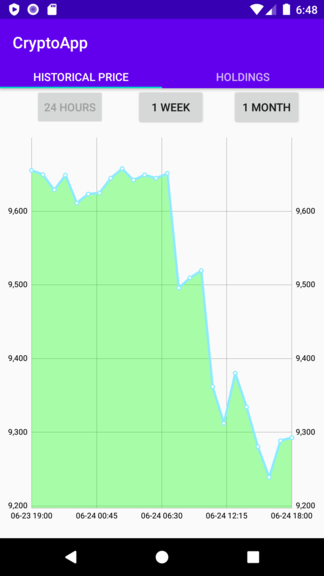 6:48
CryptoApp
HISTORICAL PRICE HOLDINGS
24 HOURS 1 WEEK 1 MONTH
9,600 9,600
9,500 9,500
9,400 9,400
9,300 9,300
9,200 9,200
06-23 19:00 06-24 00:45 06-24 06:30 06-24 12:15 06-24 18:00